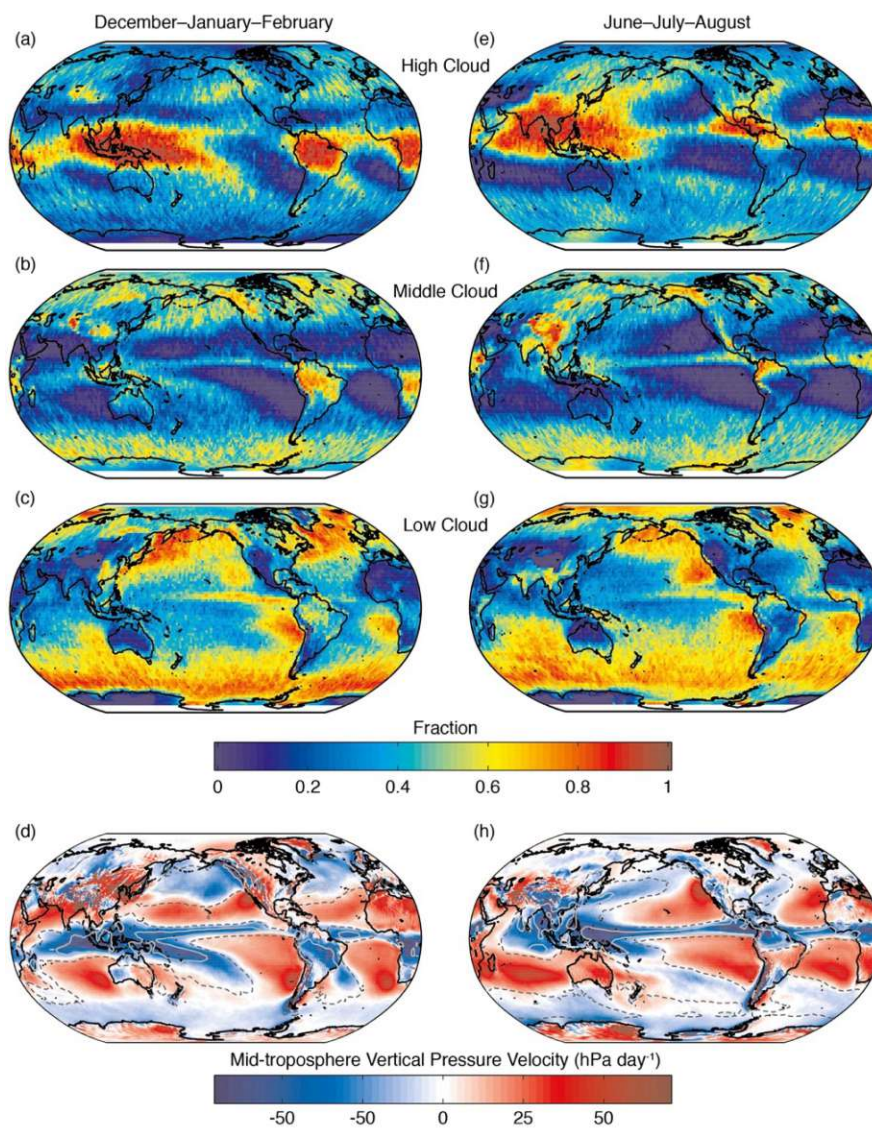 December–January–February
June–July–August
(a)
(e)
High Cloud
(b)
(f)
Middle Cloud
(c)
(g)
Low Cloud
Fraction
0 0.2 0.4 0.6 0.8 1
(d)
(h)
Mid-troposphere Vertical Pressure Velocity (hPa day⁻¹)
-50 -50 0 25 50